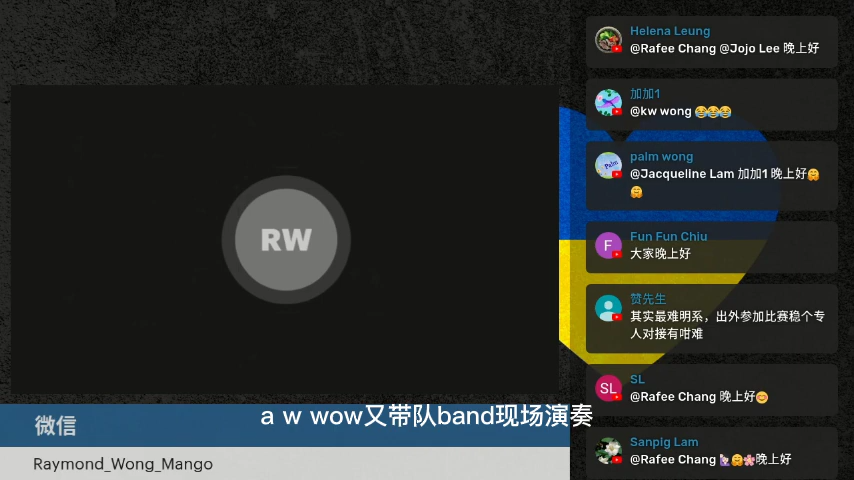 RW
微信
a w wow又带队band现场演奏
Raymond_Wong_Mango
Helena Leung
@Rafee Chang @Jojo Lee 晚上好
加加1
@kw wong 😂😂😂
palm wong
@Jacqueline Lam 加加1 晚上好🤗
🤗
Fun Fun Chiu
F
大家晚上好
赞先生
其实最难明系，出外参加比赛稳个专
人对接有咁难
SL
SL
@Rafee Chang 晚上好😊
Sanpig Lam
@Rafee Chang 🙋🏻‍♀️🤗🌸晚上好